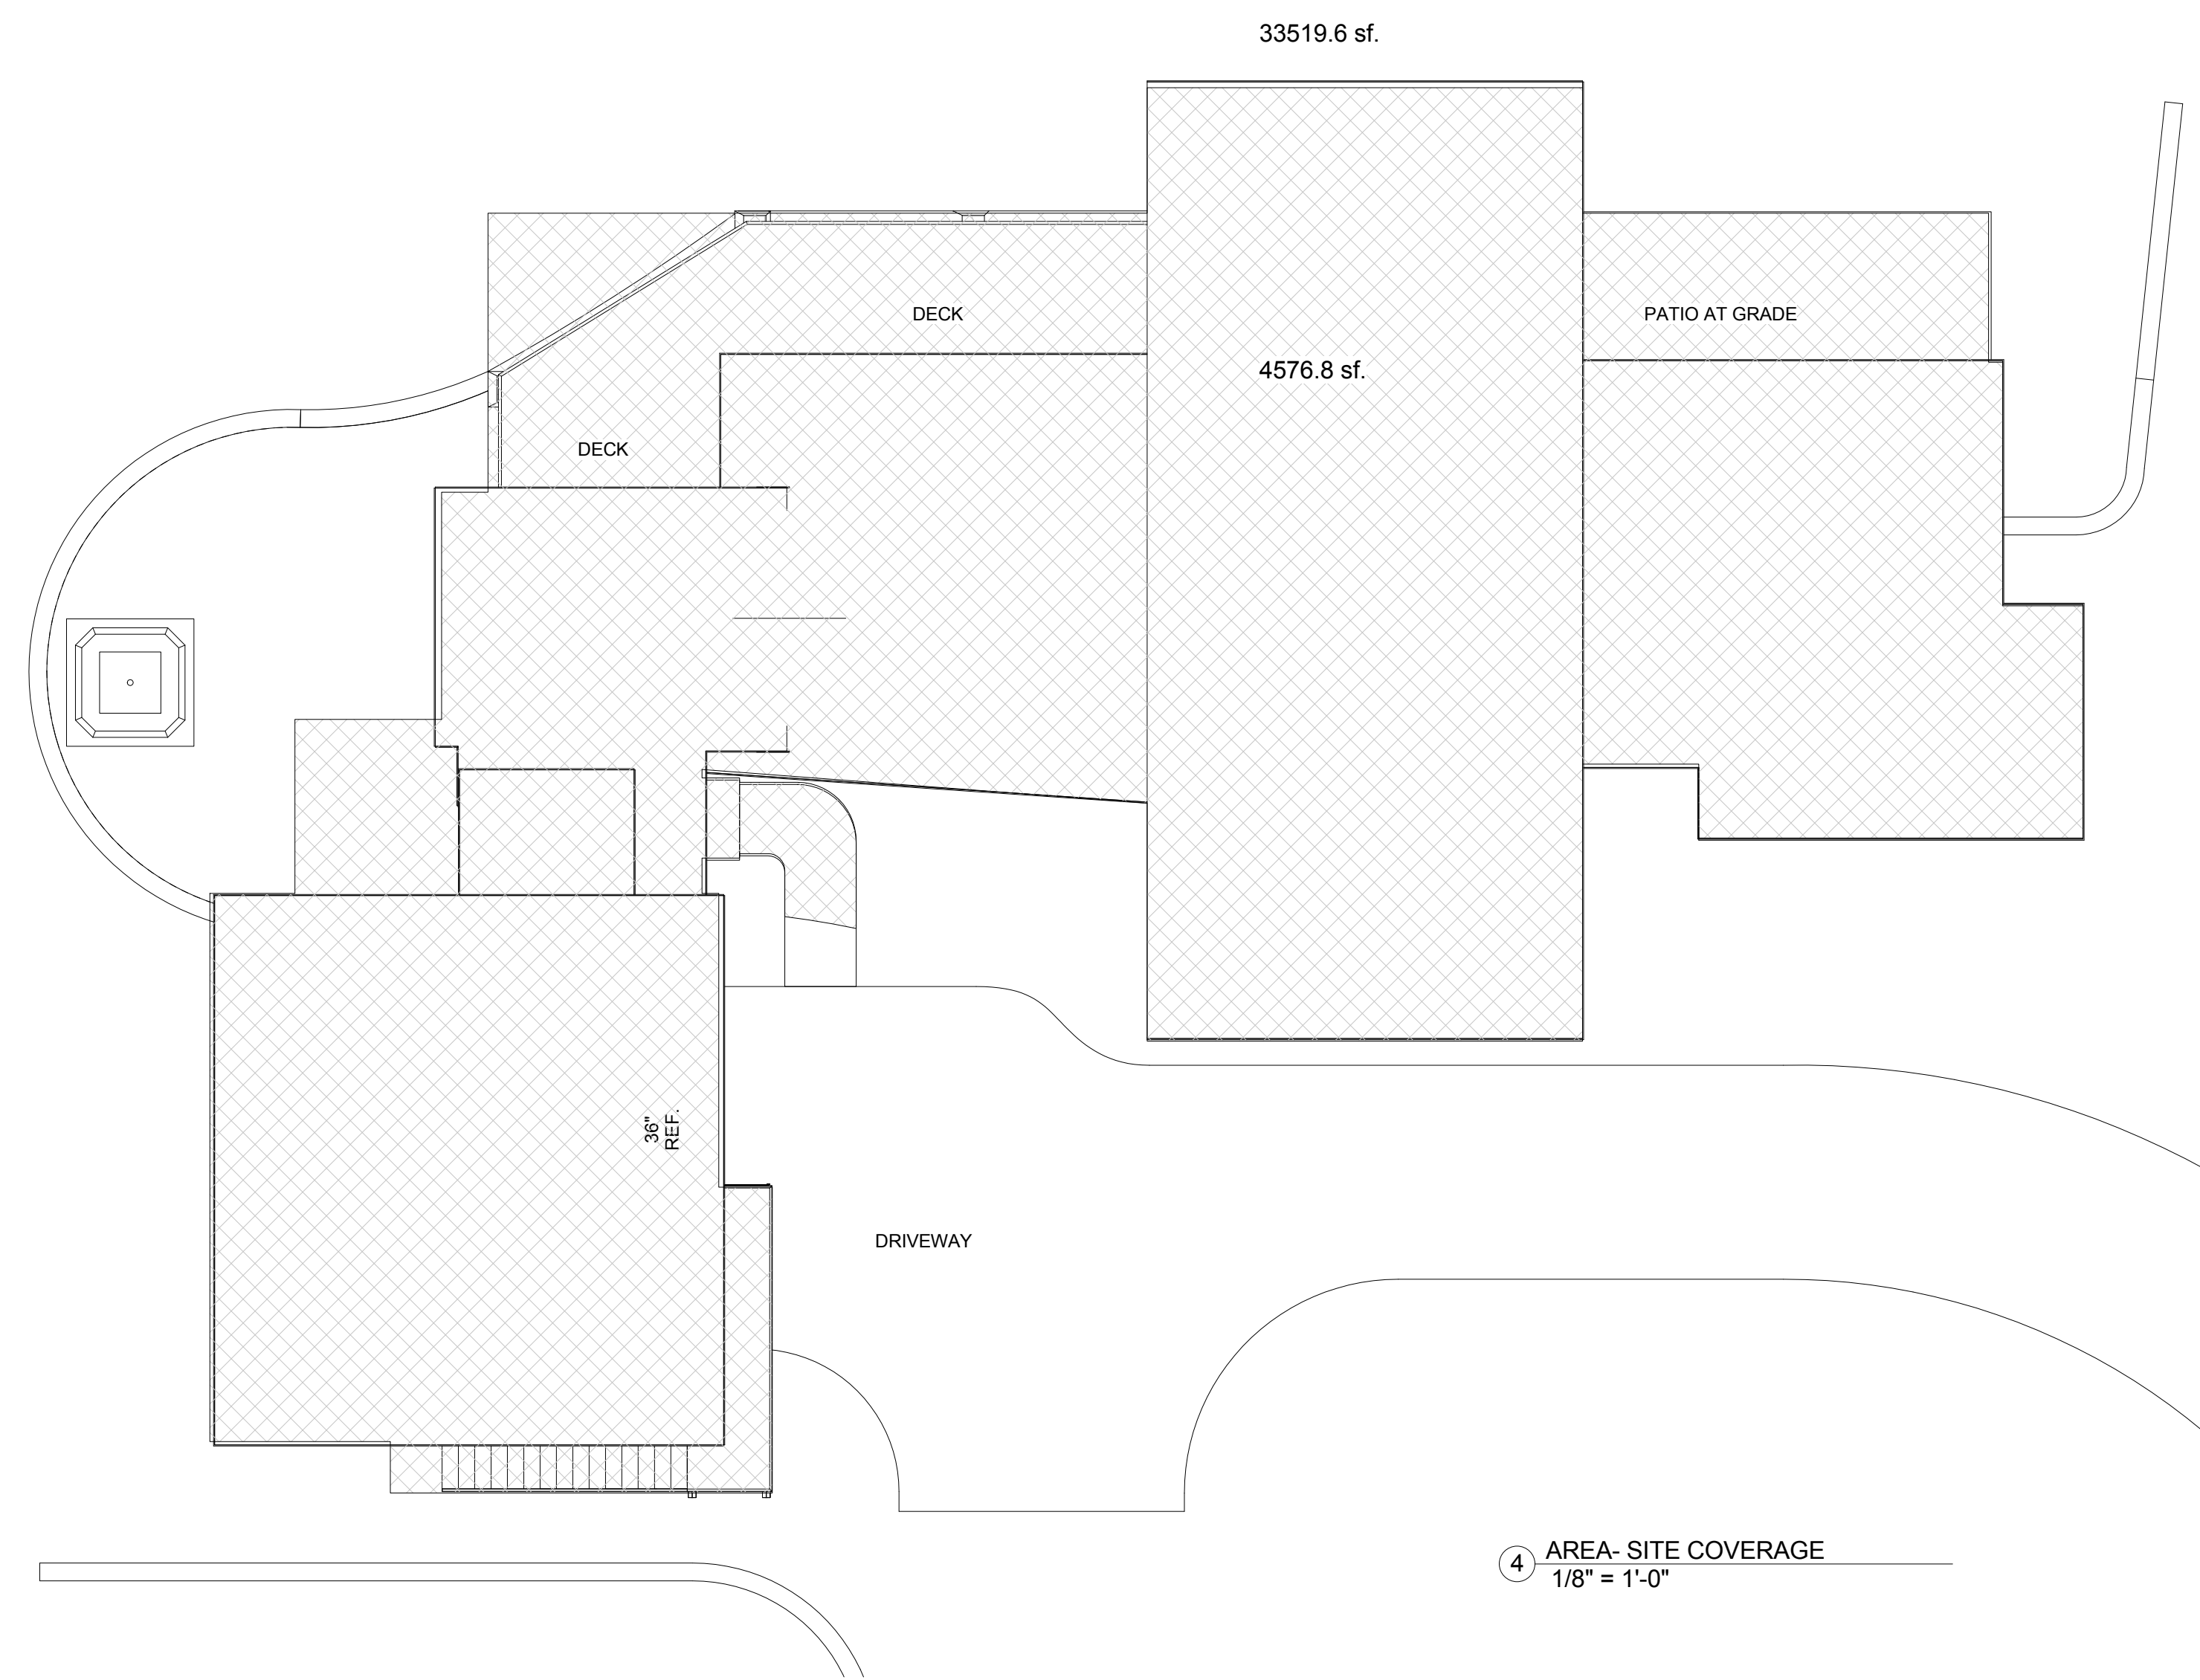 33519.6 sf.
DECK
PATIO AT GRADE
4576.8 sf.
DECK
36"
REF.
DRIVEWAY
4 AREA- SITE COVERAGE
1/8" = 1'-0"